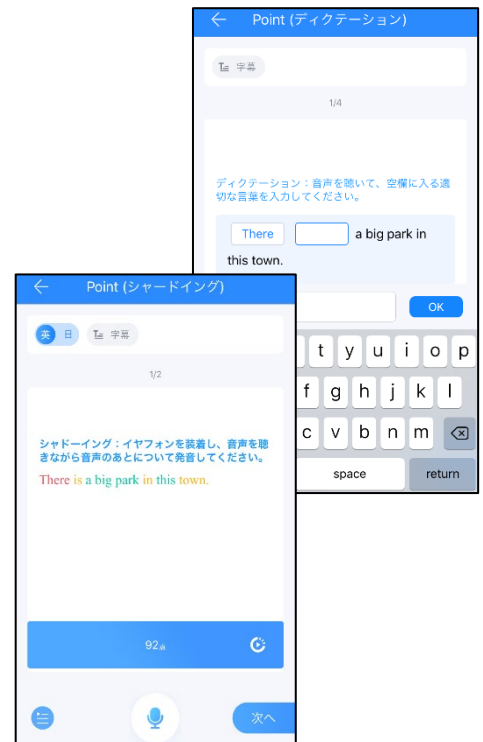 Point (ディクテーション)
字幕
1/4
ディクテーション：音声を聴いて、空欄に入る適
切な言葉を入力してください。
There a big park in
this town.
OK
t y u i o p
f g h j k l
c v b n m
space return
Point (シャードイング)
英 日 字幕
1/2
シャドーイング：イヤフォンを装着し、音声を聴
きながら音声のあとについて発音してください。
There is a big park in this town.
92点
次へ